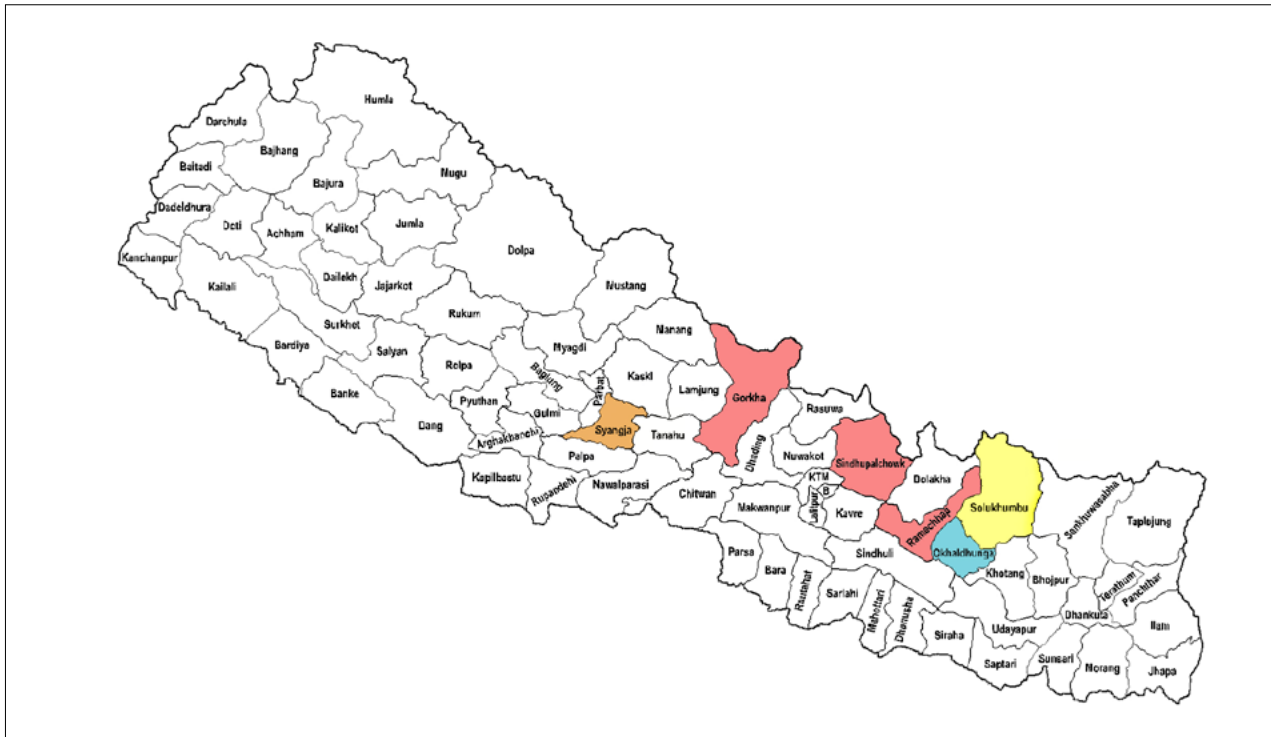 Humla
Darchula
Bajhang
Baitadi
Mugu
Bajura
Dadeldhura
Doti
Achham
Kalikot
Jumla
Dolpa
Kanchanpur
Kailali
Dailekh
Jajarkot
Mustang
Rukum
Surkhet
Manang
Bardiya
Salyan
Rolpa
Myagdi
Baglung
Parbat
Kaski
Lamjung
Gorkha
Banke
Pyuthan
Gulmi
Dang
Arghakhanchi
Syangja
Tanahu
Palpa
Rasuwa
Dhading
Nuwakot
Sindhupalchowk
Dolakha
Kapilbastu
Rupandehi
Nawalparasi
Chitwan
KTM
B
Lalitpur
Kavre
Makwanpur
Ramechhap
Solukhumbu
Sankhuwasabha
Taplejung
Okhaldhunga
Sindhuli
Parsa
Bara
Rautahat
Sarlahi
Mahottari
Dhanusha
Siraha
Khotang
Bhojpur
Terathum
Panchthar
Dhankuta
Udayapur
Saptari
Sunsari
Morang
Ilam
Jhapa